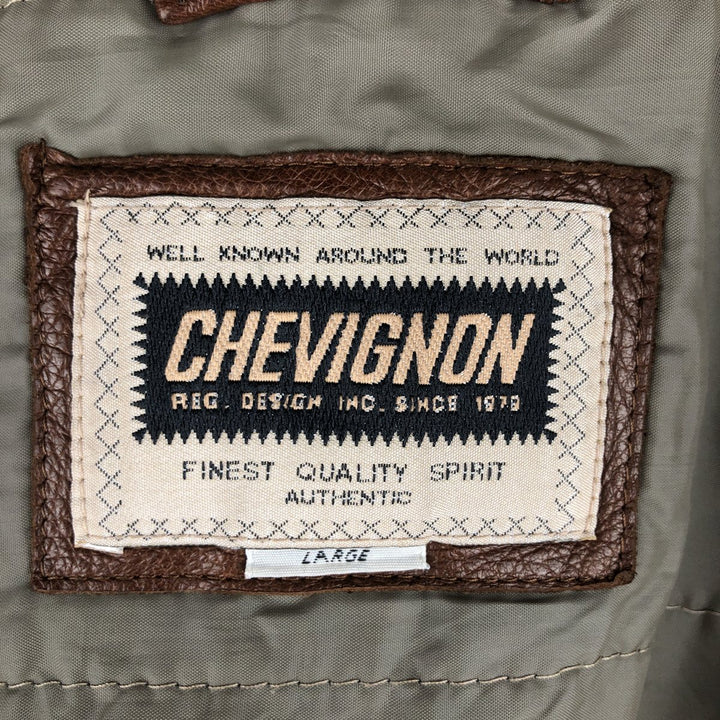 WELL KNOWN AROUND THE WORLD
CHEVIGNON
REG. DESIGN INC. SINCE 1979
FINEST QUALITY SPIRIT
AUTHENTIC
LARGE